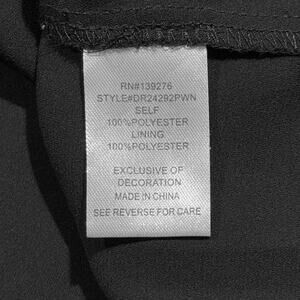 RN#139276
STYLE#DR24292PWN
SELF
100%POLYESTER
LINING
100%POLYESTER
EXCLUSIVE OF
DECORATION
MADE IN CHINA
SEE REVERSE FOR CARE